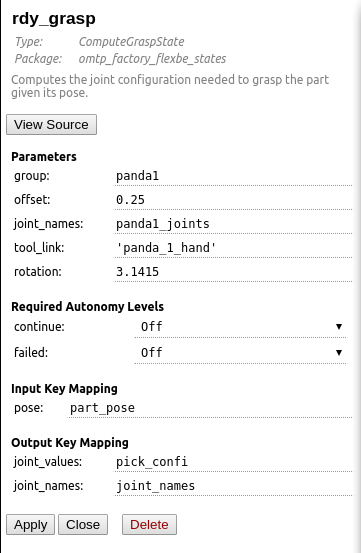 rdy_grasp
Type: ComputeGraspState
Package: omtp_factory_flexbe_states
Computes the joint configuration needed to grasp the part
given its pose.
View Source
Parameters
group: panda1
offset: 0.25
joint_names: panda1_joints
tool_link: 'panda_1_hand'
rotation: 3.1415
Required Autonomy Levels
continue: Off
failed: Off
Input Key Mapping
pose: part_pose
Output Key Mapping
joint_values: pick_confi
joint_names: joint_names
Apply Close Delete